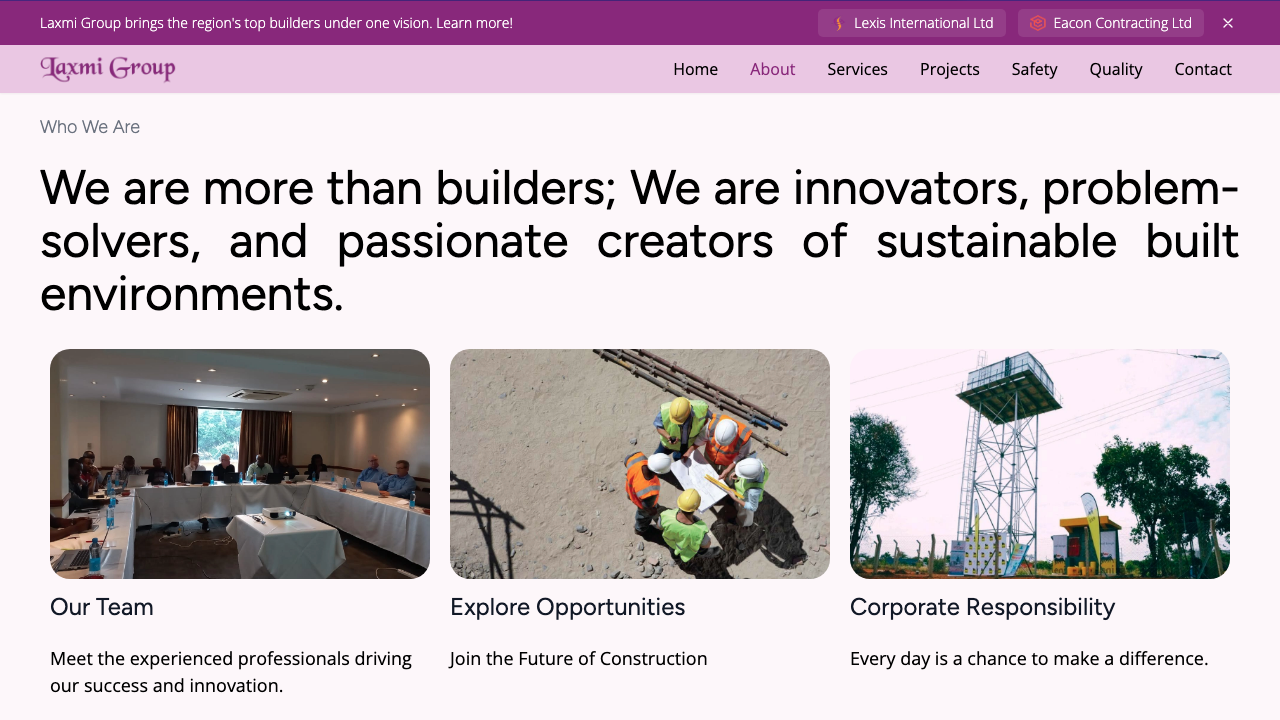 Laxmi Group brings the region's top builders under one vision. Learn more!
Lexis International Ltd
Eacon Contracting Ltd
Laxmi Group
Home
About
Services
Projects
Safety
Quality
Contact
Who We Are
We are more than builders; We are innovators, problem-
solvers, and passionate creators of sustainable built
environments.
Our Team
Explore Opportunities
Corporate Responsibility
Meet the experienced professionals driving
our success and innovation.
Join the Future of Construction
Every day is a chance to make a difference.